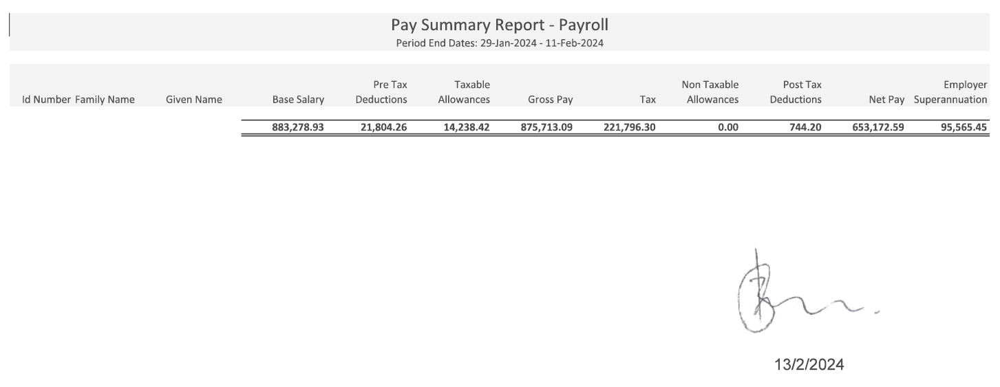 Pay Summary Report - Payroll
Period End Dates: 29-Jan-2024 - 11-Feb-2024
Pre Tax Taxable Non Taxable Post Tax Employer
Id Number Family Name Given Name Base Salary Deductions Allowances Gross Pay Tax Allowances Deductions Net Pay Superannuation
883,278.93 21,804.26 14,238.42 875,713.09 221,796.30 0.00 744.20 653,172.59 95,565.45
13/2/2024